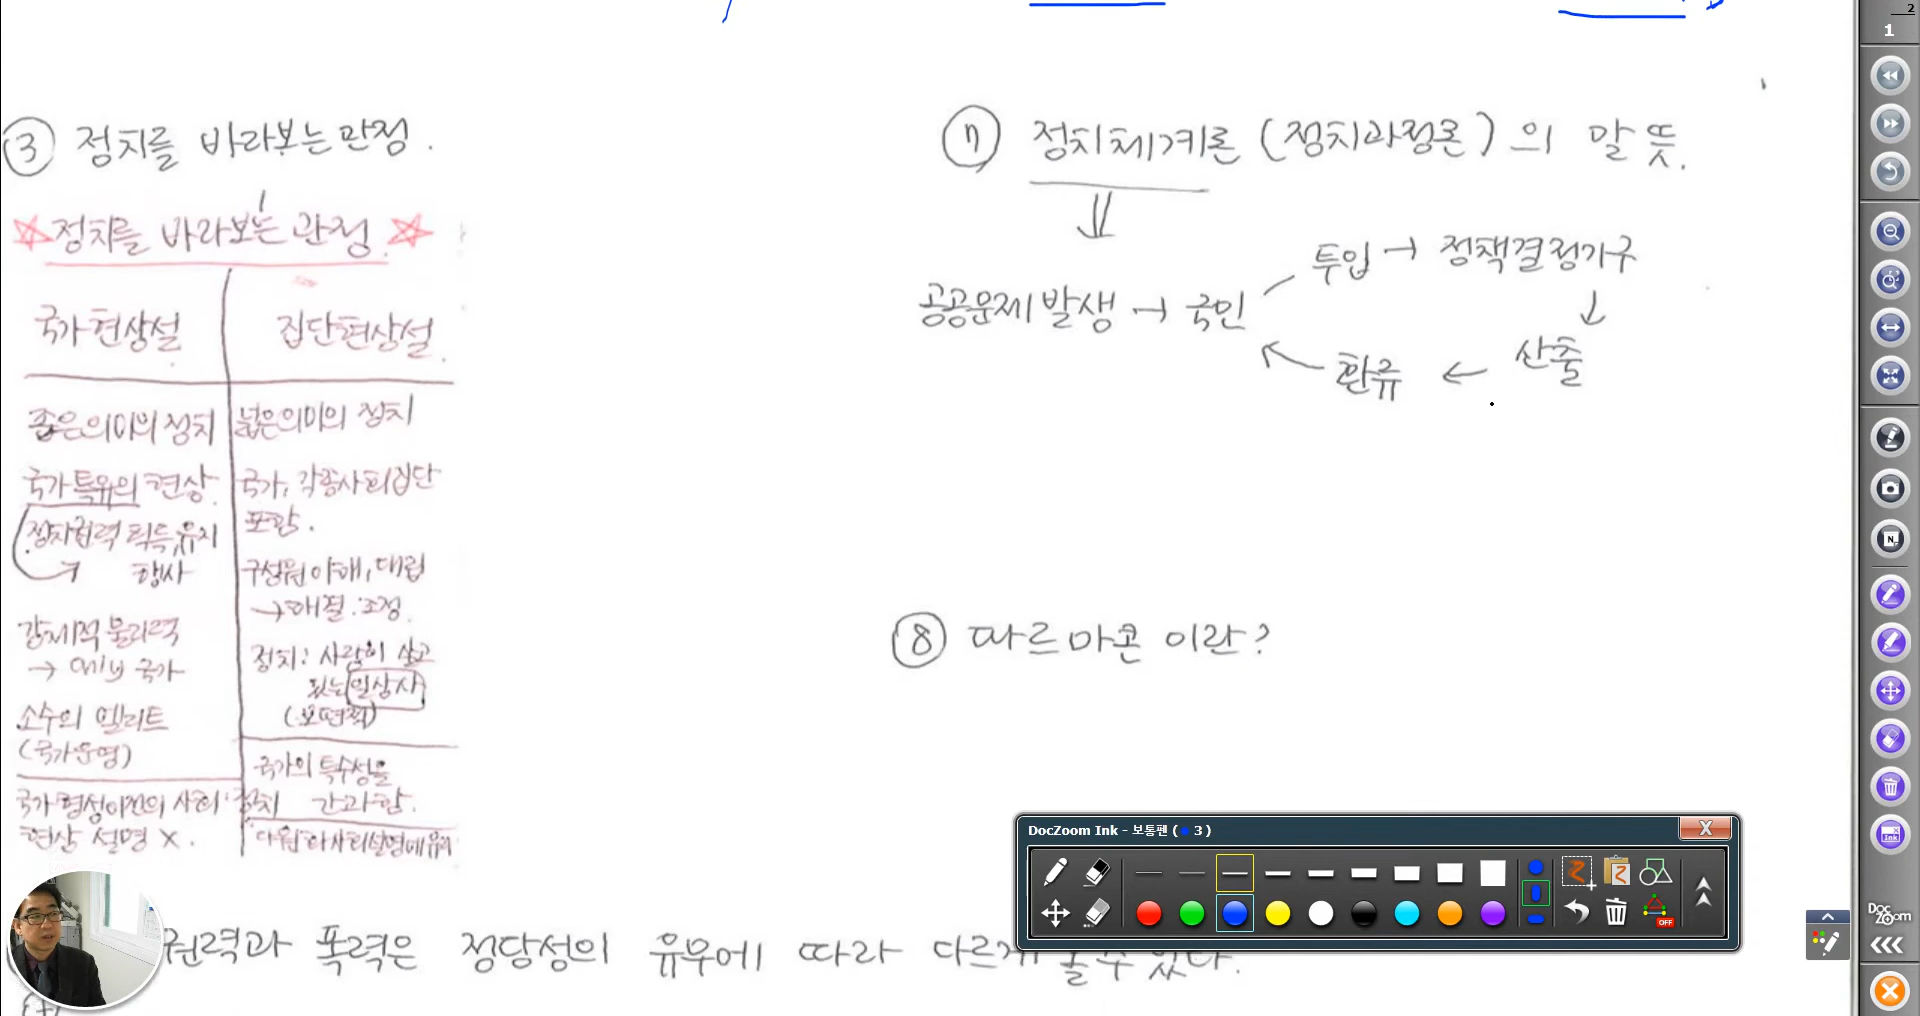 ③ 정치를 바라보는 관점.
☆정치를 바라보는 관점.☆
국가현상설
집단현상설.
좁은의미의 정치
넓은의미의 정치
국가특유의 현상.
국가, 각종사회집단
포함.
정치권력 획득,유지
행사
구성원 이해, 대립
→해결.조정.
강제적 물리력
→ 국가
정치: 사람이 살고
있는 일상사
(보편적)
소수의 엘리트
(국가운영)
국가의 특수성을
간과함.
국가형성이전의 사회·정치
현상 설명 X.
다원화사회설명에유리
권력과 폭력은 정당성의 유무에 따라 다르게 볼 수 있다.
⑦ 정치체계론 (정치과정론)의 말뜻.
⇓
공공문제발생 → 국민
투입 → 정책결정기구
↓
산출
← 환류
⑧ 따르마콘 이란?
DocZoom Ink - 보통펜 ( 3 )
X
OFF
2
1
N
Ink
Doc
Zoom